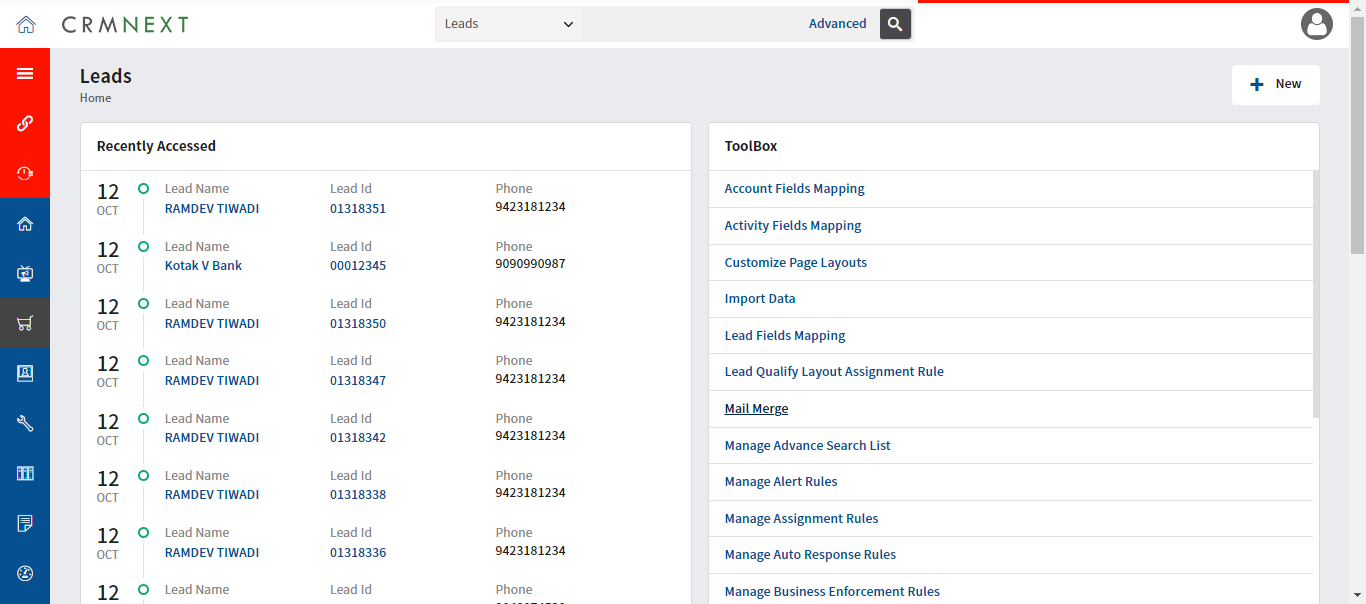 CRMNEXT
Leads
Advanced
Leads
Home
New
Recently Accessed
12 OCT
Lead Name
RAMDEV TIWADI
Lead Id
01318351
Phone
9423181234
12 OCT
Lead Name
Kotak V Bank
Lead Id
00012345
Phone
9090990987
12 OCT
Lead Name
RAMDEV TIWADI
Lead Id
01318350
Phone
9423181234
12 OCT
Lead Name
RAMDEV TIWADI
Lead Id
01318347
Phone
9423181234
12 OCT
Lead Name
RAMDEV TIWADI
Lead Id
01318342
Phone
9423181234
12 OCT
Lead Name
RAMDEV TIWADI
Lead Id
01318338
Phone
9423181234
12 OCT
Lead Name
RAMDEV TIWADI
Lead Id
01318336
Phone
9423181234
12
Lead Name
Lead Id
Phone
ToolBox
Account Fields Mapping
Activity Fields Mapping
Customize Page Layouts
Import Data
Lead Fields Mapping
Lead Qualify Layout Assignment Rule
Mail Merge
Manage Advance Search List
Manage Alert Rules
Manage Assignment Rules
Manage Auto Response Rules
Manage Business Enforcement Rules